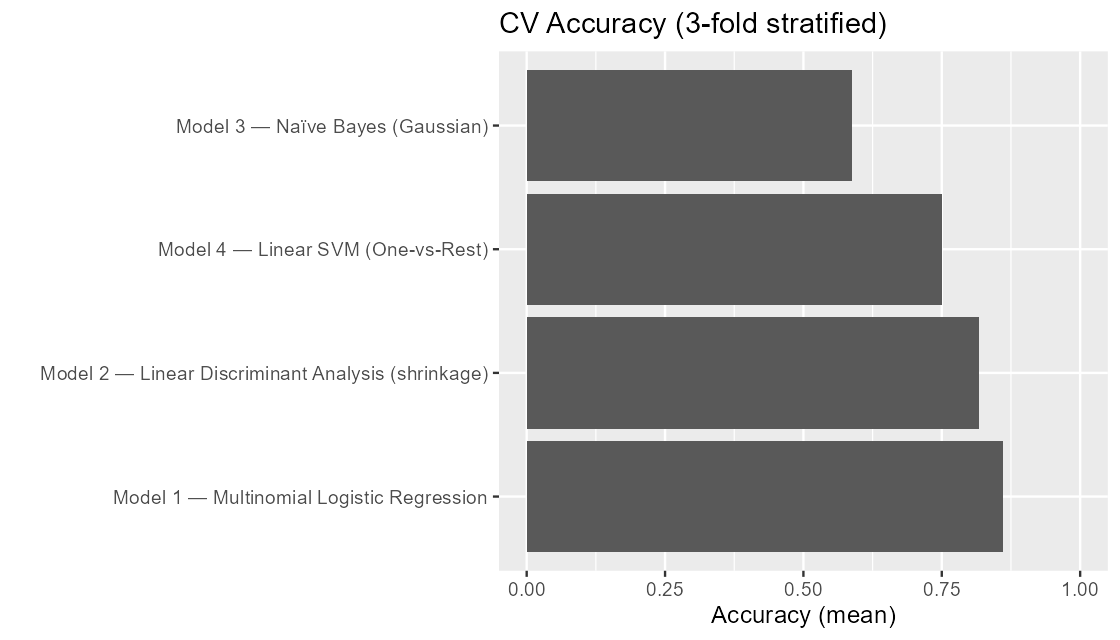 CV Accuracy (3-fold stratified)
Model 3 — Naïve Bayes (Gaussian)
Model 4 — Linear SVM (One-vs-Rest)
Model 2 — Linear Discriminant Analysis (shrinkage)
Model 1 — Multinomial Logistic Regression
0.00 0.25 0.50 0.75 1.00
Accuracy (mean)